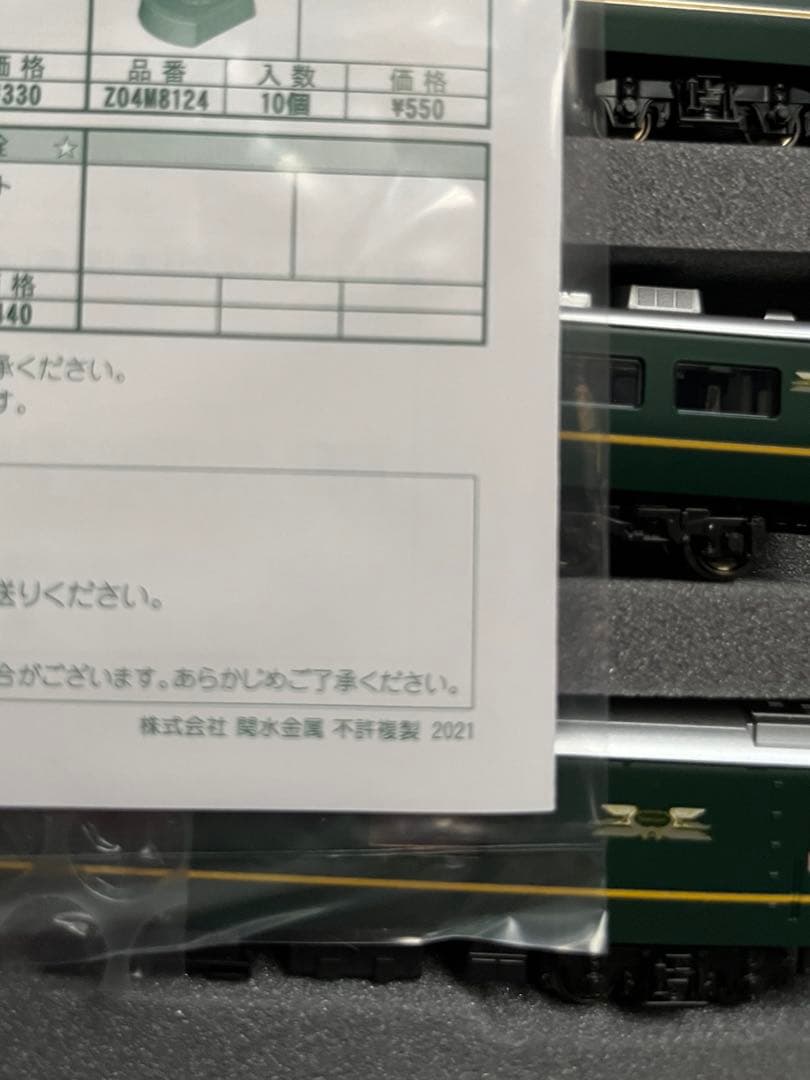 価格 品番 入数 価格
¥330 Z04M8124 10個 ¥550
☆
ト
価格
440
承ください。
す。
送りください。
合がございます。あらかじめご了承ください。
株式会社 関水金属 不許複製 2021